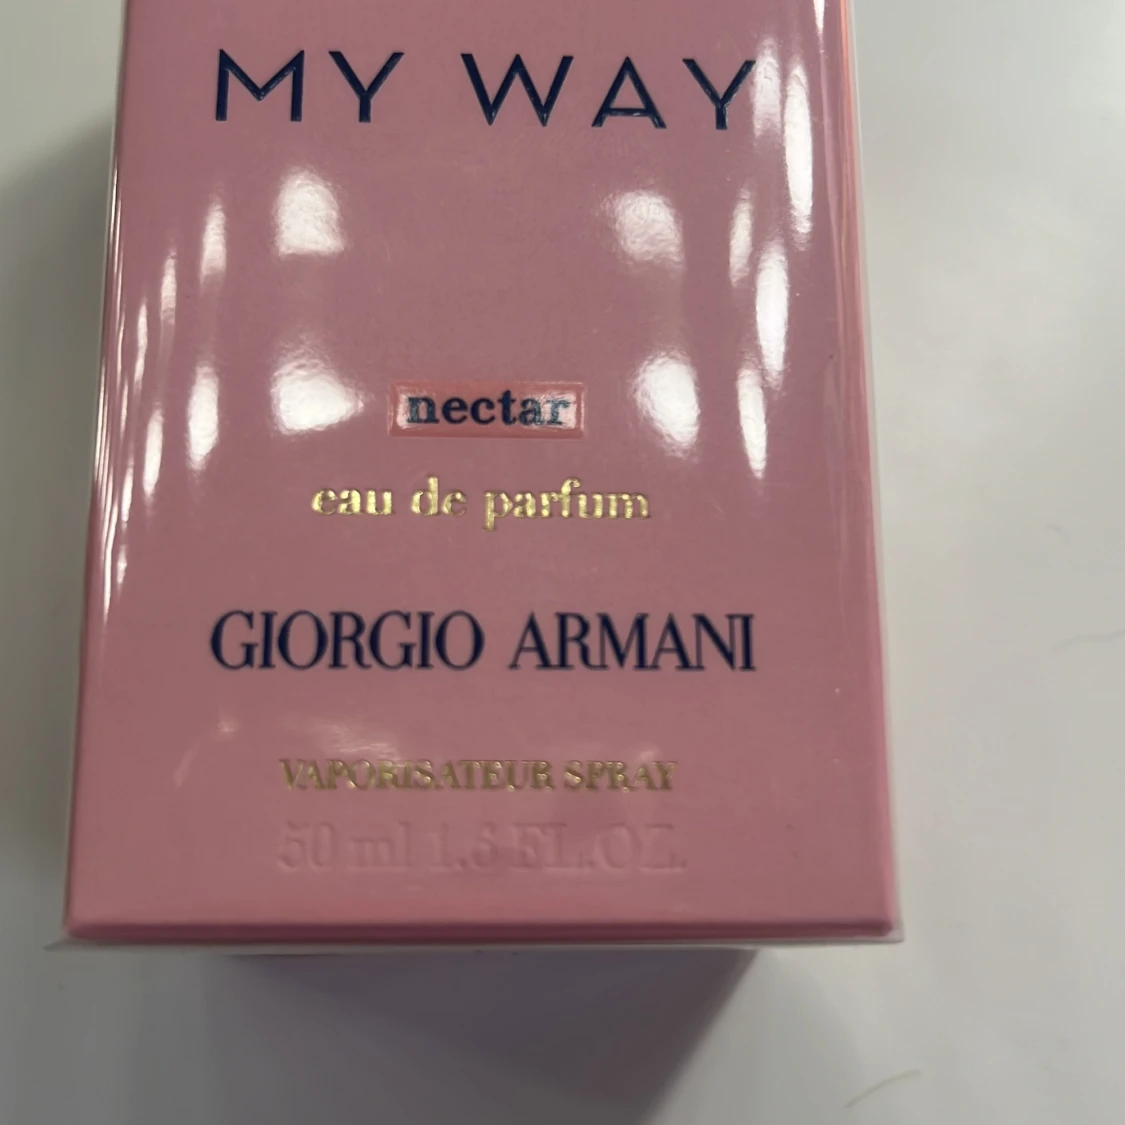 MY WAY
nectar
eau de parfum
GIORGIO ARMANI
VAPORISATEUR SPRAY
50 ml 1.6 FL.OZ.